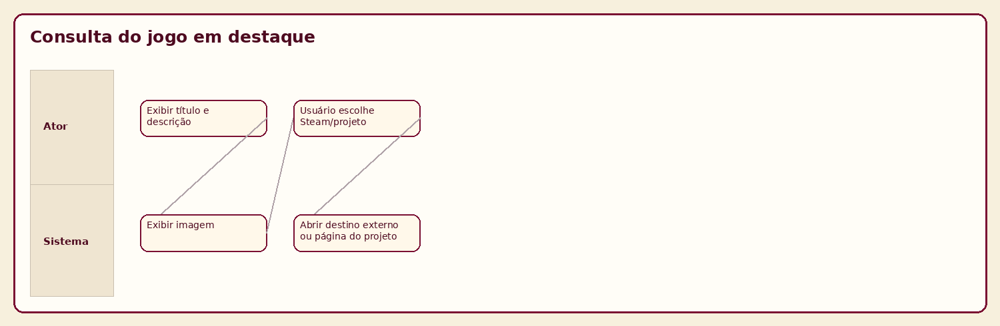 Consulta do jogo em destaque
Ator
Exibir título e
descrição
Usuário escolhe
Steam/projeto
Sistema
Exibir imagem
Abrir destino externo
ou página do projeto